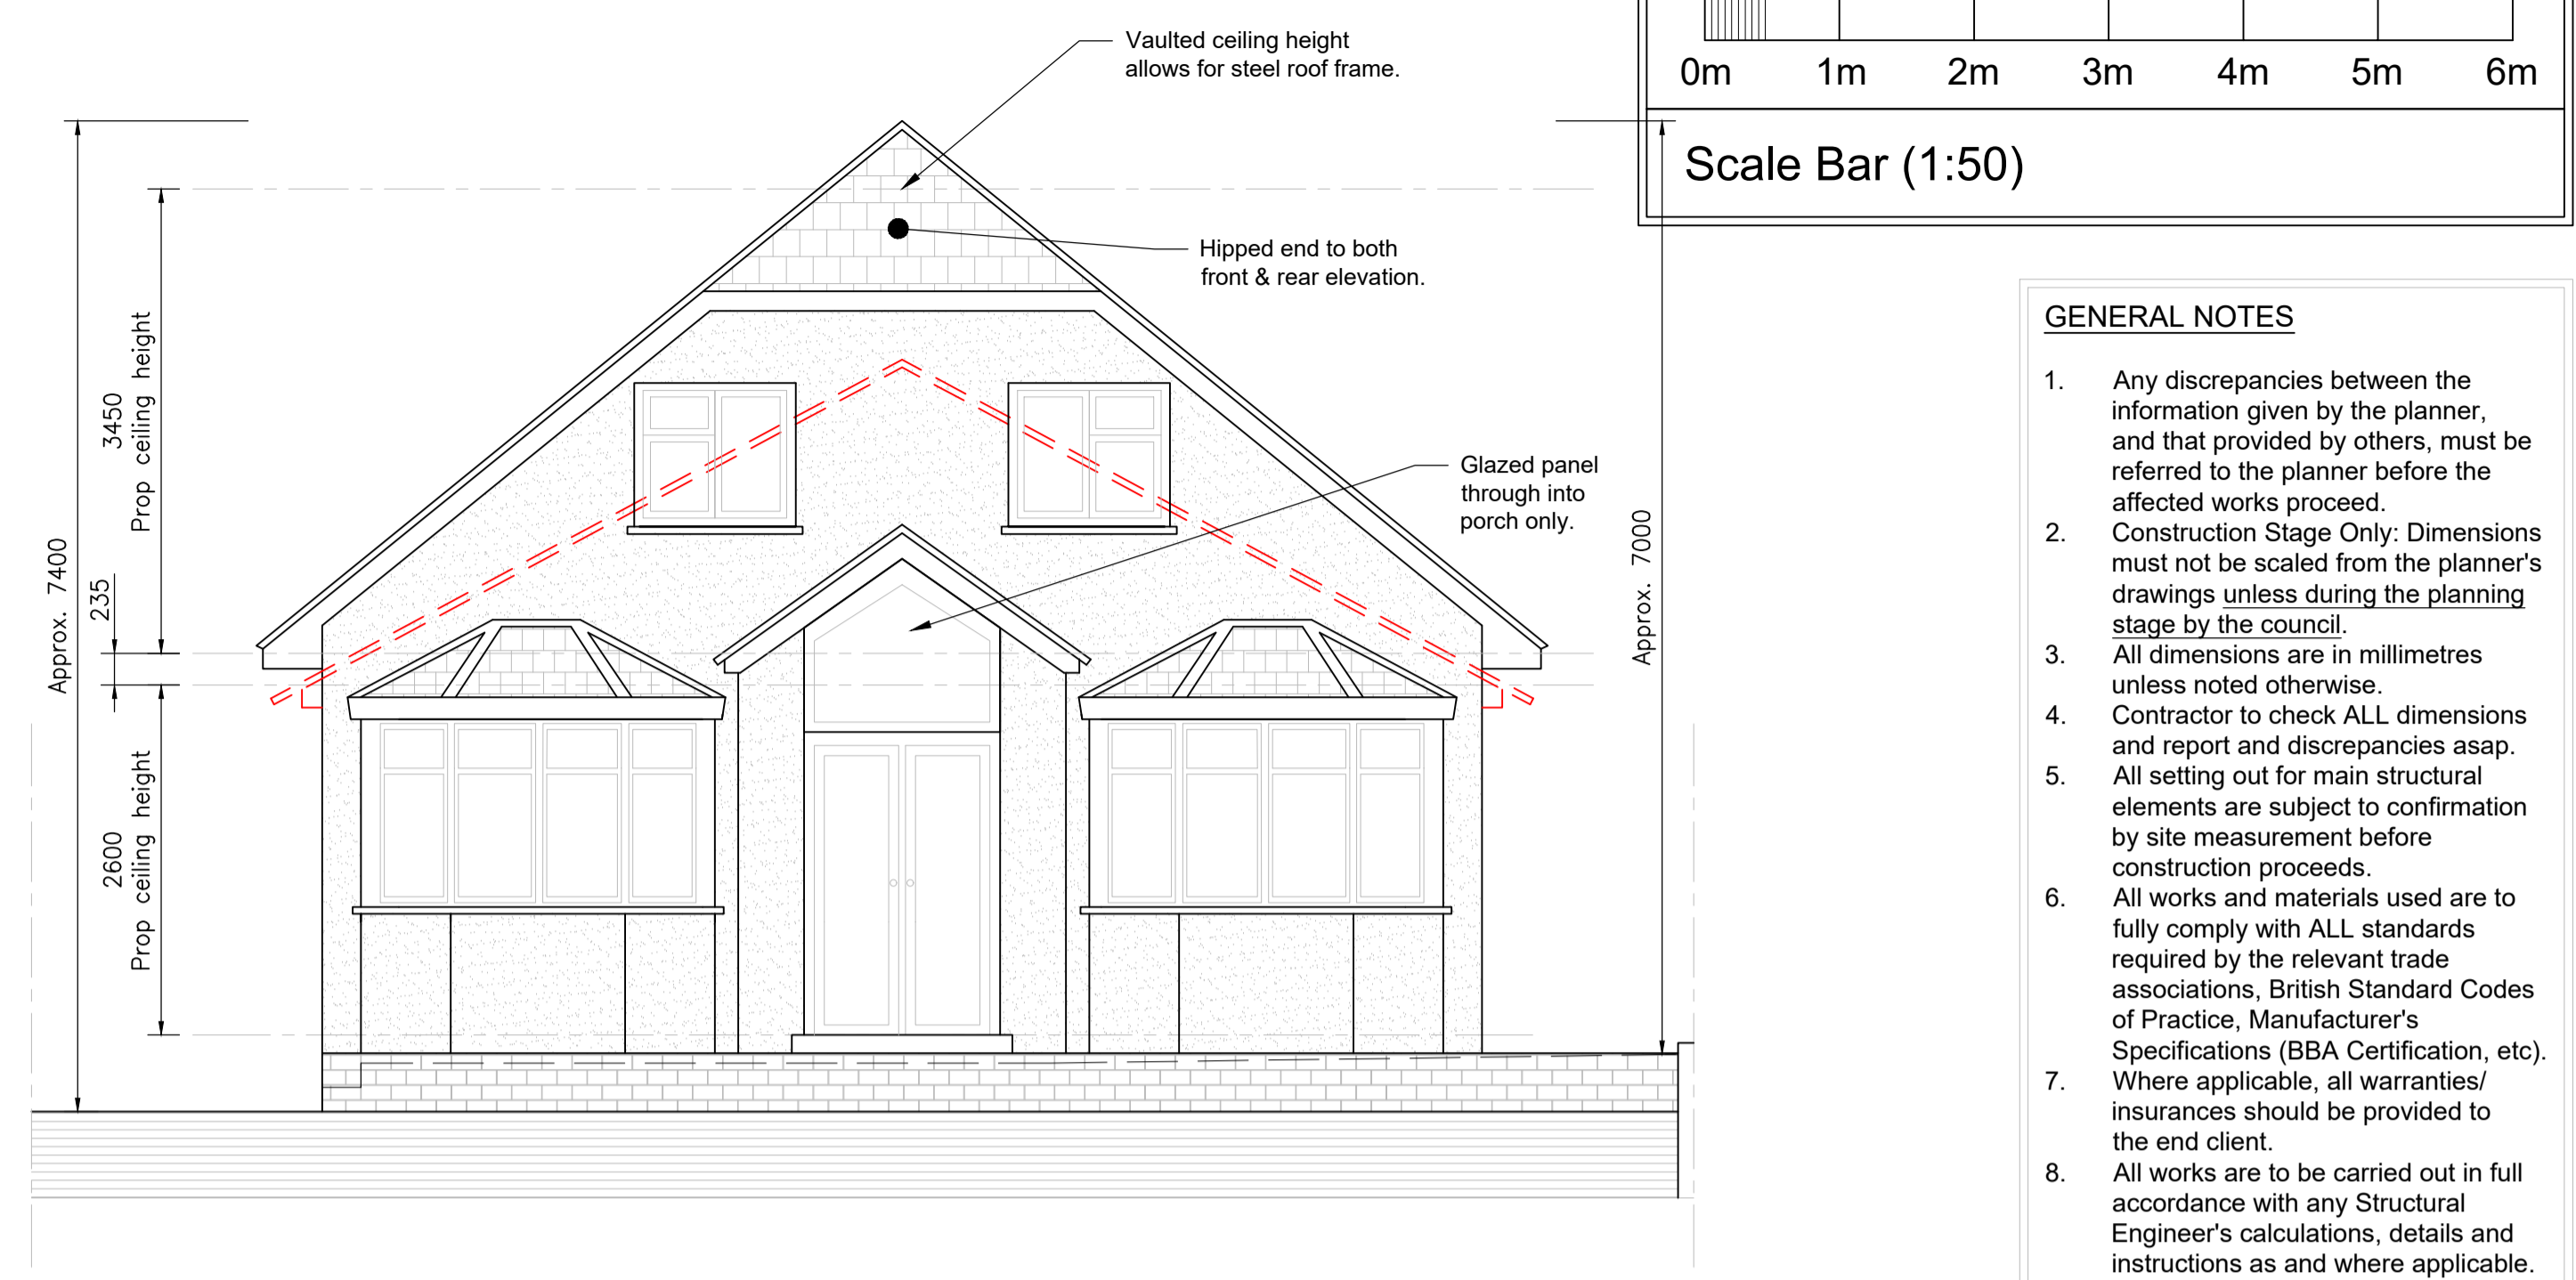 Vaulted ceiling height
allows for steel roof frame.
0m 1m 2m 3m 4m 5m 6m
Scale Bar (1:50)
Hipped end to both
front & rear elevation.
Glazed panel
through into
porch only.
Approx. 7400
3450
Prop ceiling height
235
2600
Prop ceiling height
Approx. 7000
GENERAL NOTES
1. Any discrepancies between the
information given by the planner,
and that provided by others, must be
referred to the planner before the
affected works proceed.
2. Construction Stage Only: Dimensions
must not be scaled from the planner's
drawings unless during the planning
stage by the council.
3. All dimensions are in millimetres
unless noted otherwise.
4. Contractor to check ALL dimensions
and report and discrepancies asap.
5. All setting out for main structural
elements are subject to confirmation
by site measurement before
construction proceeds.
6. All works and materials used are to
fully comply with ALL standards
required by the relevant trade
associations, British Standard Codes
of Practice, Manufacturer's
Specifications (BBA Certification, etc).
7. Where applicable, all warranties/
insurances should be provided to
the end client.
8. All works are to be carried out in full
accordance with any Structural
Engineer's calculations, details and
instructions as and where applicable.